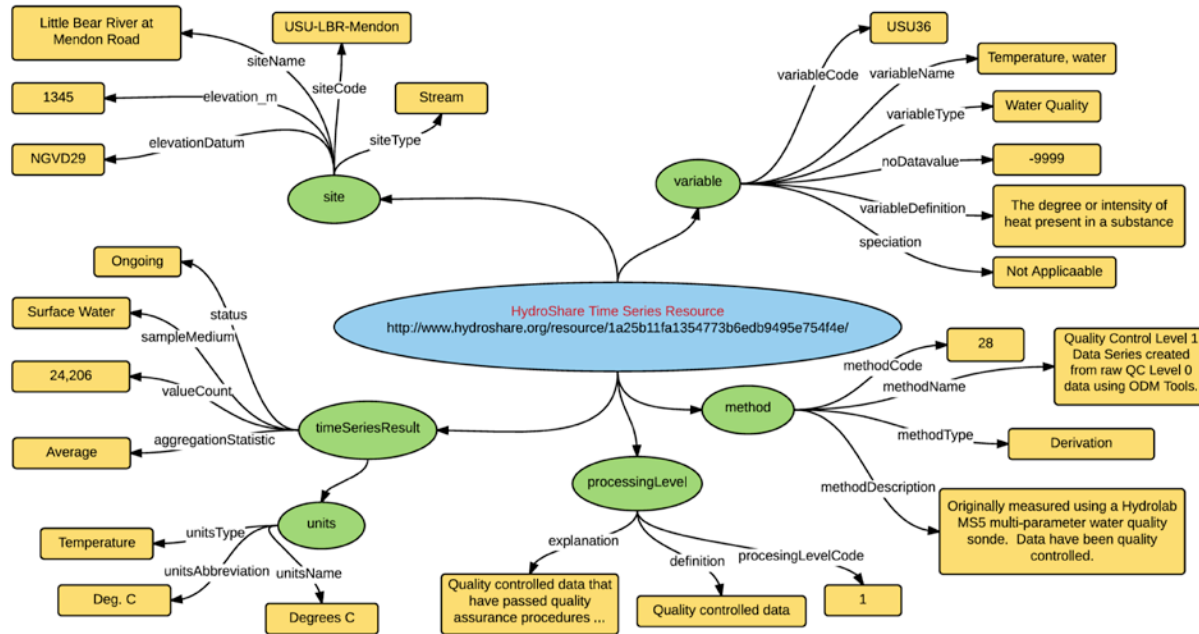 Little Bear River at
Mendon Road
USU-LBR-Mendon
USU36
siteName
siteCode
variableCode
variableName
Temperature, water
1345
elevation_m
Stream
variableType
Water Quality
elevationDatum
siteType
NGVD29
noDatavalue
-9999
site
variable
variableDefinition
The degree or intensity of
heat present in a substance
speciation
Ongoing
Not Applicaable
Surface Water
status
HydroShare Time Series Resource
http://www.hydroshare.org/resource/1a25b11fa1354773b6edb9495e754f4e/
sampleMedium
24,206
valueCount
methodCode
28
Quality Control Level 1
Data Series created
from raw QC Level 0
data using ODM Tools.
methodName
method
timeSeriesResult
aggregationStatistic
Average
methodType
Derivation
processingLevel
methodDescription
Originally measured using a Hydrolab
MS5 multi-parameter water quality
sonde.  Data have been quality
controlled.
units
unitsType
Temperature
unitsAbbreviation
unitsName
Deg. C
Degrees C
explanation
definition
procesingLevelCode
Quality controlled data that
have passed quality
assurance procedures ...
Quality controlled data
1